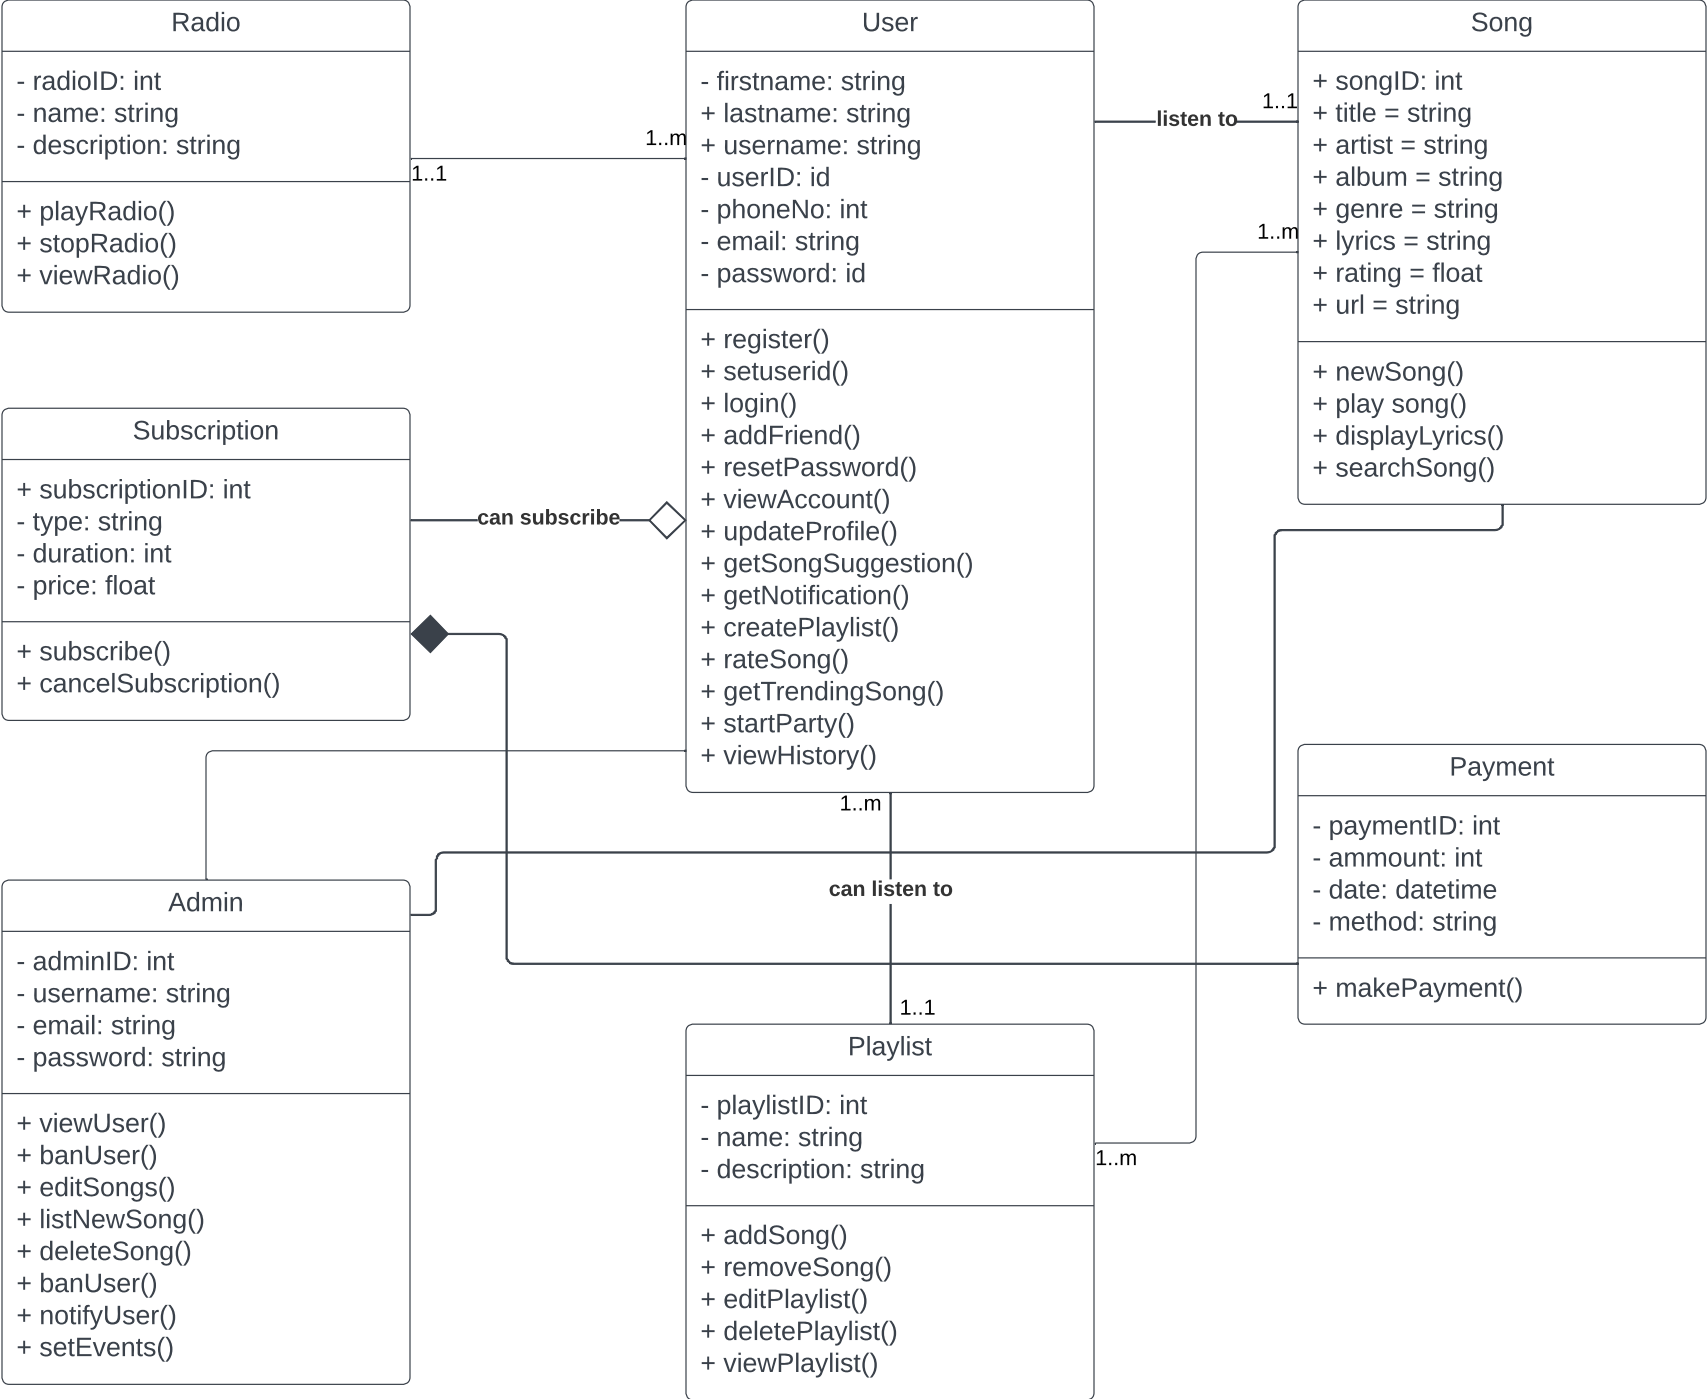 Radio
- radioID: int
- name: string
- description: string
+ playRadio()
+ stopRadio()
+ viewRadio()
1..1
1..m
User
- firstname: string
+ lastname: string
+ username: string
- userID: id
- phoneNo: int
- email: string
- password: id
+ register()
+ setuserid()
+ login()
+ addFriend()
+ resetPassword()
+ viewAccount()
+ updateProfile()
+ getSongSuggestion()
+ getNotification()
+ createPlaylist()
+ rateSong()
+ getTrendingSong()
+ startParty()
+ viewHistory()
listen to
1..1
1..m
Song
+ songID: int
+ title = string
+ artist = string
+ album = string
+ genre = string
+ lyrics = string
+ rating = float
+ url = string
+ newSong()
+ play song()
+ displayLyrics()
+ searchSong()
Subscription
+ subscriptionID: int
- type: string
- duration: int
- price: float
+ subscribe()
+ cancelSubscription()
can subscribe
1..m
can listen to
1..1
Payment
- paymentID: int
- ammount: int
- date: datetime
- method: string
+ makePayment()
Admin
- adminID: int
- username: string
- email: string
- password: string
+ viewUser()
+ banUser()
+ editSongs()
+ listNewSong()
+ deleteSong()
+ banUser()
+ notifyUser()
+ setEvents()
Playlist
- playlistID: int
- name: string
- description: string
+ addSong()
+ removeSong()
+ editPlaylist()
+ deletePlaylist()
+ viewPlaylist()
1..m